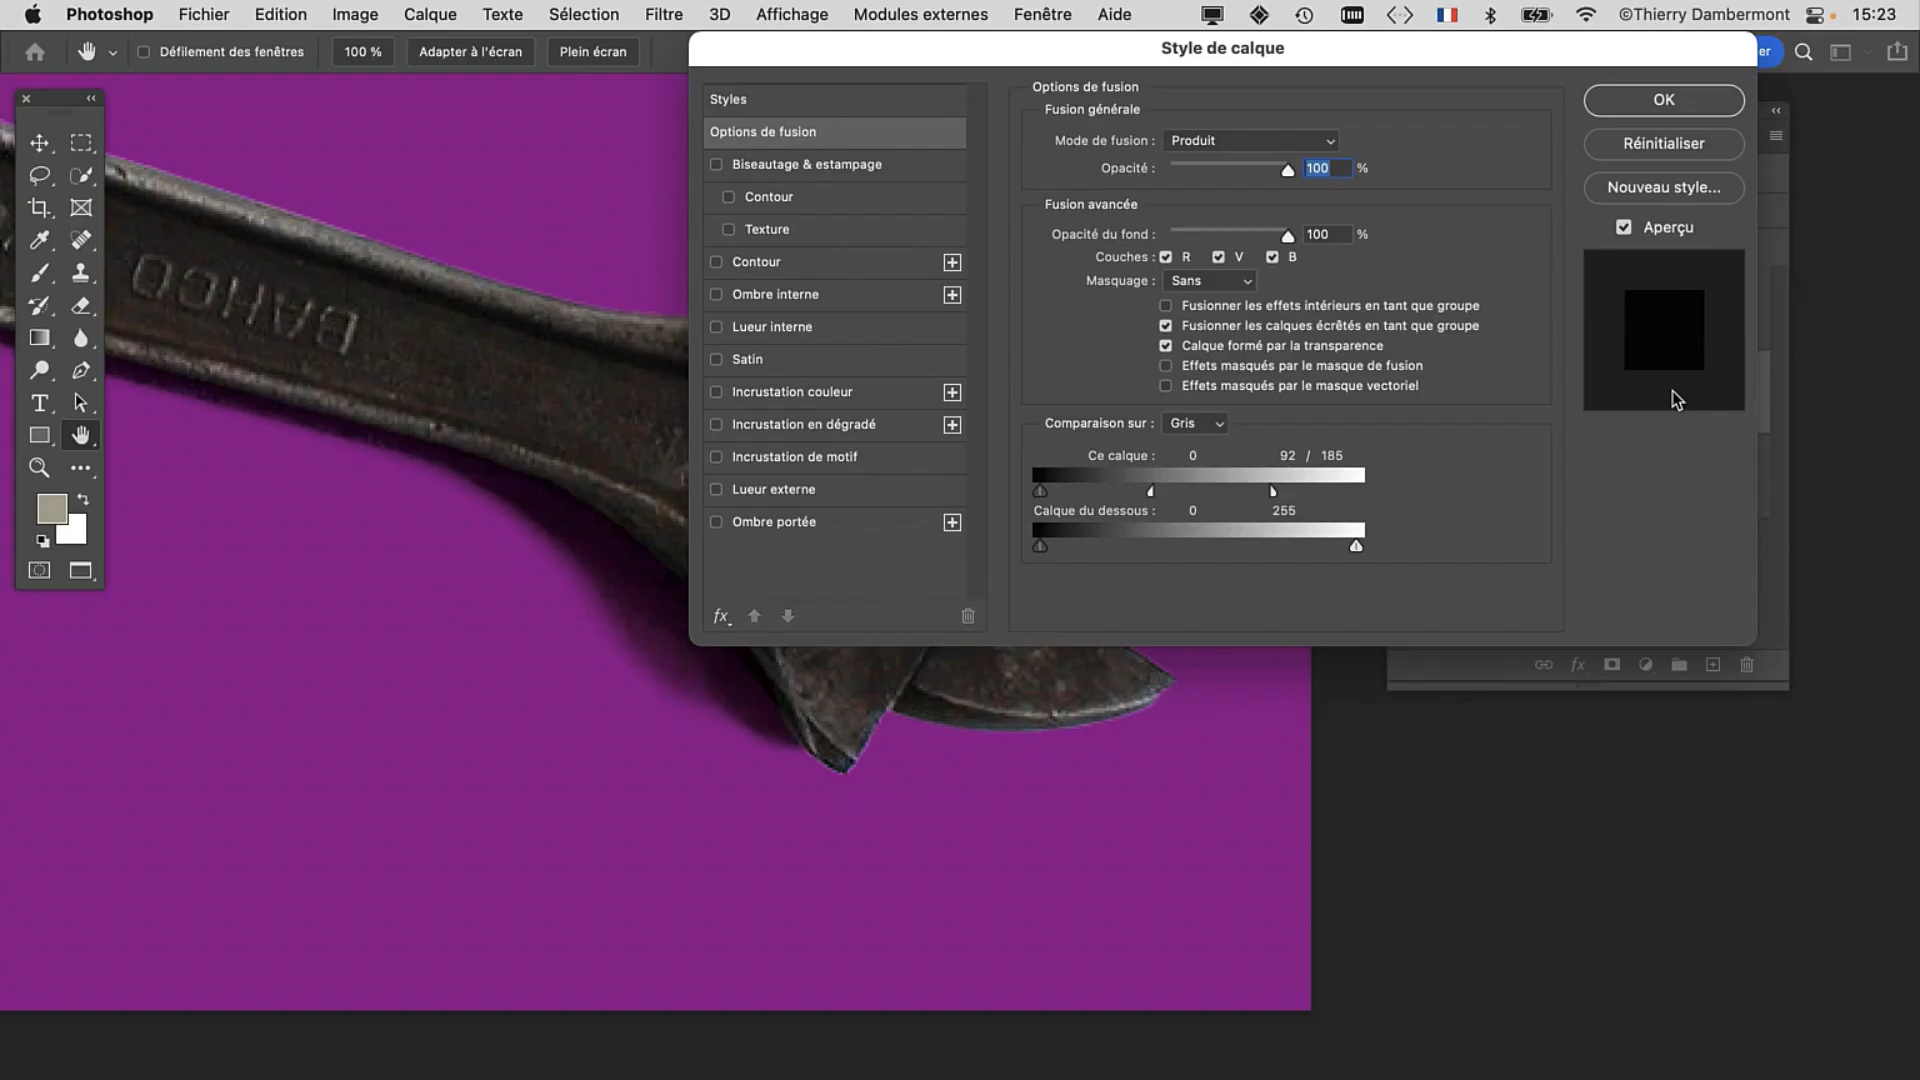 Photoshop Fichier Edition Image Calque Texte Sélection Filtre 3D Affichage Modules externes Fenêtre Aide ©Thierry Dambermont 15:23
Défilement des fenêtres 100 % Adapter à l'écran Plein écran er
Style de calque
Styles
Options de fusion
Biseautage & estampage
Contour
Texture
Contour
Ombre interne
Lueur interne
Satin
Incrustation couleur
Incrustation en dégradé
Incrustation de motif
Lueur externe
Ombre portée
fx
Options de fusion
Fusion générale
Mode de fusion : Produit
Opacité : 100 %
Fusion avancée
Opacité du fond : 100 %
Couches : R V B
Masquage : Sans
Fusionner les effets intérieurs en tant que groupe
Fusionner les calques écrêtés en tant que groupe
Calque formé par la transparence
Effets masqués par le masque de fusion
Effets masqués par le masque vectoriel
Comparaison sur : Gris
Ce calque : 0 92 / 185
Calque du dessous : 0 255
OK
Réinitialiser
Nouveau style...
Aperçu
fx
BAHCO